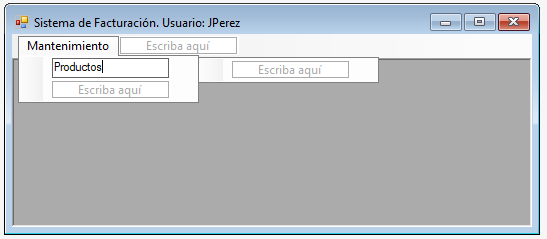 Sistema de Facturación. Usuario: JPerez
Mantenimiento Escriba aquí
Productos Escriba aquí
Escriba aquí